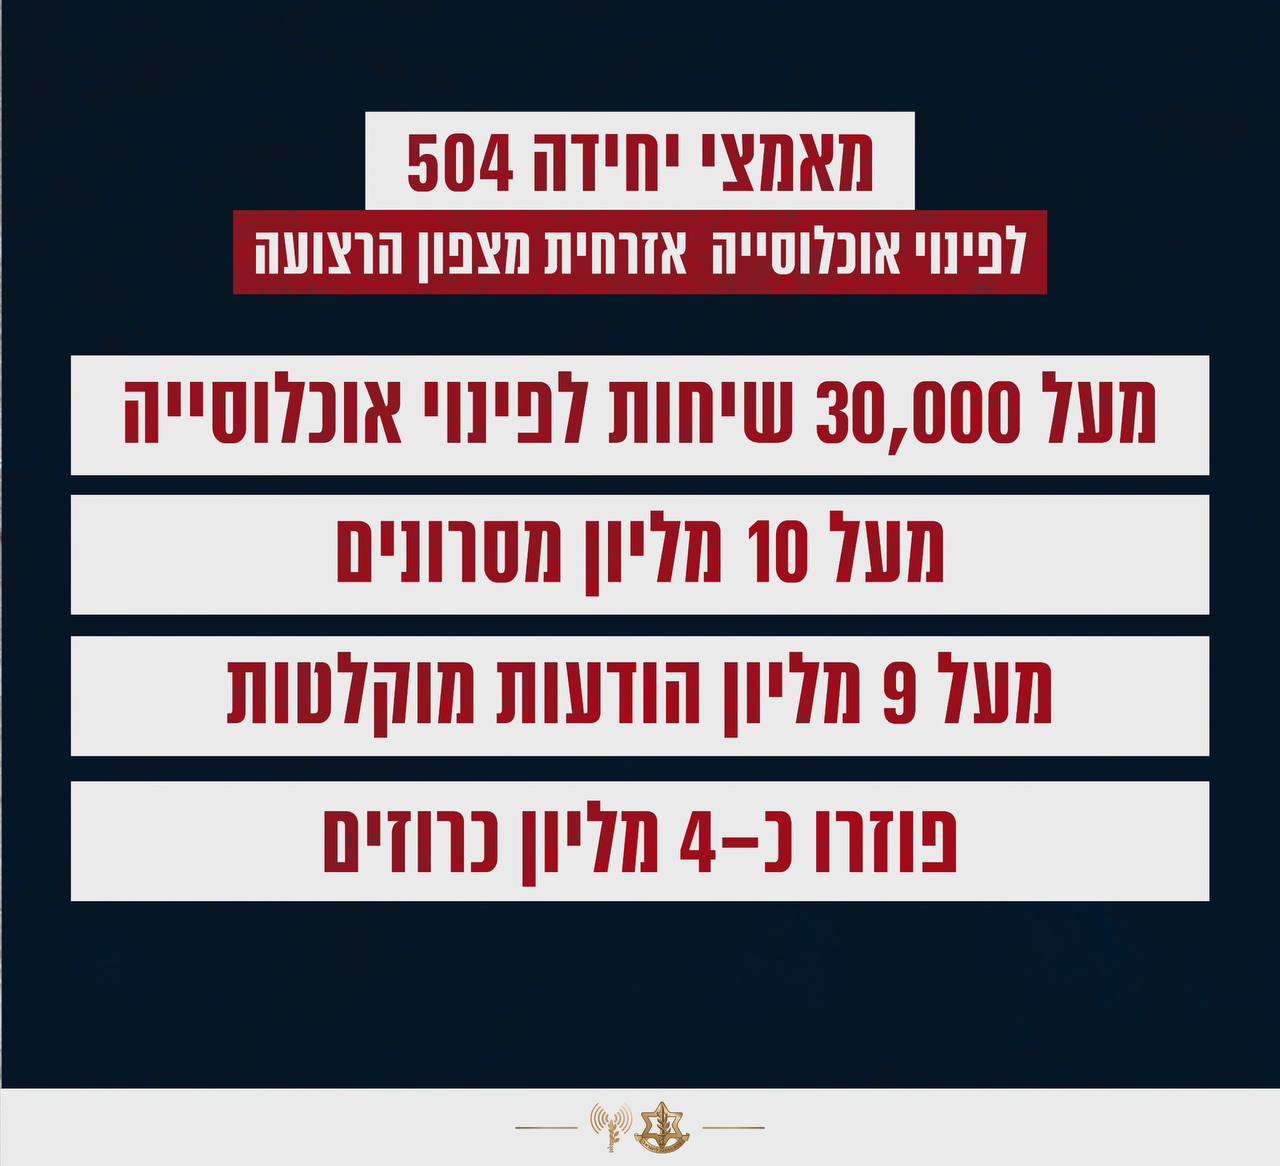 מאמצי יחידה 504
לפינוי אוכלוסייה אזרחית מצפון הרצועה
מעל 30,000 שיחות לפינוי אוכלוסייה
מעל 10 מליון מסרונים
מעל 9 מליון הודעות מוקלטות
פוזרו כ-4 מליון כרוזים